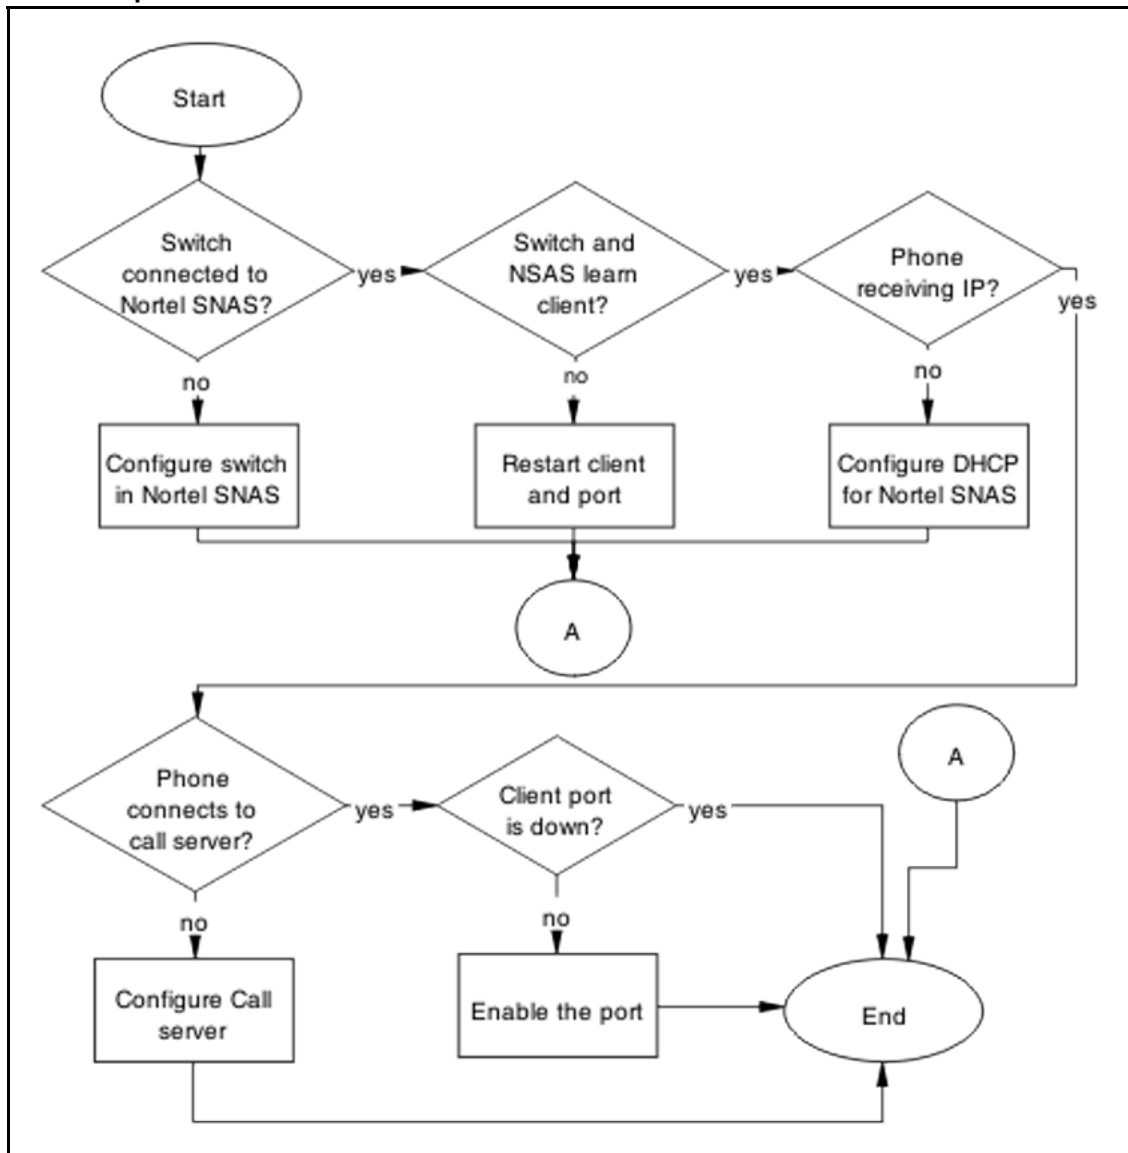 Start
Switch
connected to
Nortel SNAS?
yes
Switch and
NSAS learn
client?
yes
Phone
receiving IP?
yes
no
no
no
Configure switch
in Nortel SNAS
Restart client
and port
Configure DHCP
for Nortel SNAS
A
A
Phone
connects to
call server?
yes
Client port
is down?
yes
no
no
Configure Call
server
Enable the port
End